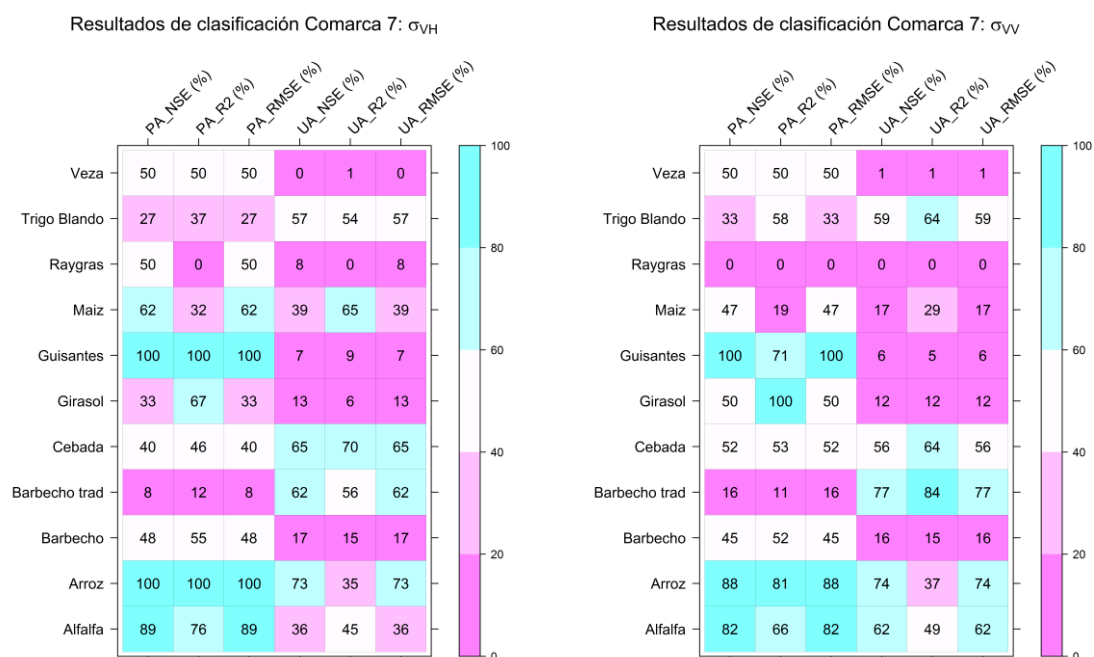 Resultados de clasificación Comarca 7: σVH
PA_NSE (%) PA_R2 (%) PA_RMSE (%) UA_NSE (%) UA_R2 (%) UA_RMSE (%)
Veza 50 50 50 0 1 0
Trigo Blando 27 37 27 57 54 57
Raygras 50 0 50 8 0 8
Maiz 62 32 62 39 65 39
Guisantes 100 100 100 7 9 7
Girasol 33 67 33 13 6 13
Cebada 40 46 40 65 70 65
Barbecho trad 8 12 8 62 56 62
Barbecho 48 55 48 17 15 17
Arroz 100 100 100 73 35 73
Alfalfa 89 76 89 36 45 36
100
80
60
40
20
0
Resultados de clasificación Comarca 7: σVV
PA_NSE (%) PA_R2 (%) PA_RMSE (%) UA_NSE (%) UA_R2 (%) UA_RMSE (%)
Veza 50 50 50 1 1 1
Trigo Blando 33 58 33 59 64 59
Raygras 0 0 0 0 0 0
Maiz 47 19 47 17 29 17
Guisantes 100 71 100 6 5 6
Girasol 50 100 50 12 12 12
Cebada 52 53 52 56 64 56
Barbecho trad 16 11 16 77 84 77
Barbecho 45 52 45 16 15 16
Arroz 88 81 88 74 37 74
Alfalfa 82 66 82 62 49 62
100
80
60
40
20
0